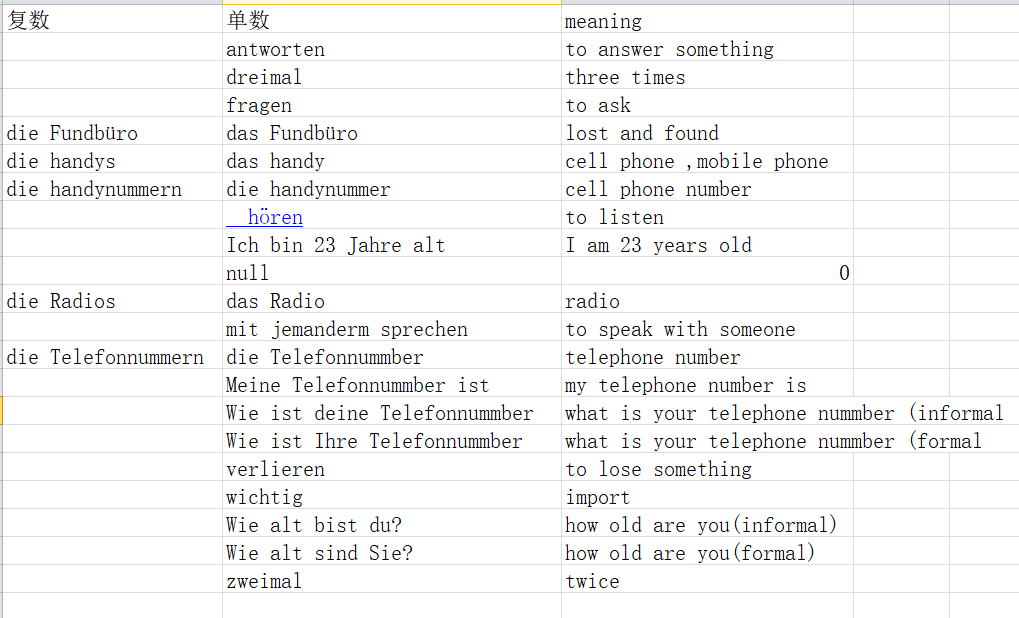 复数 单数 meaning
antworten to answer something
dreimal three times
fragen to ask
die Fundbüro das Fundbüro lost and found
die handys das handy cell phone ,mobile phone
die handynummern die handynummer cell phone number
hören to listen
Ich bin 23 Jahre alt I am 23 years old
null 0
die Radios das Radio radio
mit jemanderm sprechen to speak with someone
die Telefonnummern die Telefonnummber telephone number
Meine Telefonnummber ist my telephone number is
Wie ist deine Telefonnummber what is your telephone nummber (informal
Wie ist Ihre Telefonnummber what is your telephone nummber (formal
verlieren to lose something
wichtig import
Wie alt bist du? how old are you(informal)
Wie alt sind Sie? how old are you(formal)
zweimal twice